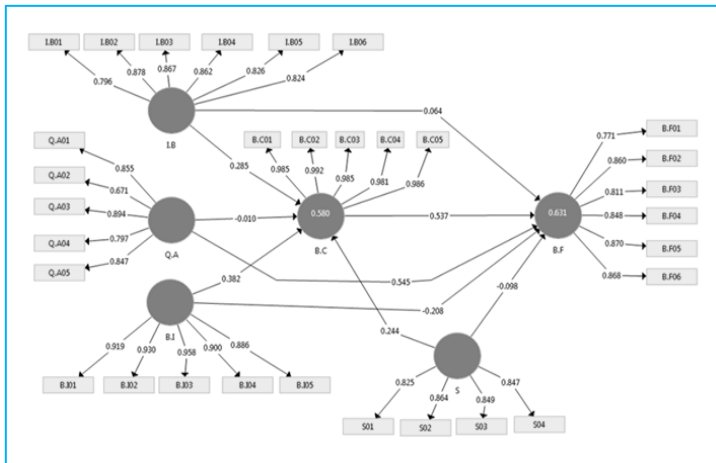 I.B01 I.B02 I.B03 I.B04 I.B05 I.B06
0.796 0.878 0.867 0.862 0.826 0.824
I.B
0.064
0.285
Q.A01
Q.A02
Q.A03
Q.A04
Q.A05
0.855
0.671
0.894
0.797
0.847
Q.A
-0.010
0.545
B.C01 B.C02 B.C03 B.C04 B.C05
0.985 0.992 0.985 0.981 0.986
0.580
B.C
0.537
0.771
0.860
0.811
0.848
0.870
0.868
B.F01
B.F02
B.F03
B.F04
B.F05
B.F06
0.631
B.F
B.I
0.382
-0.208
0.919 0.930 0.958 0.900 0.886
B.I01 B.I02 B.I03 B.I04 B.I05
-0.098
0.244
S
0.825 0.864 0.849 0.847
S01 S02 S03 S04